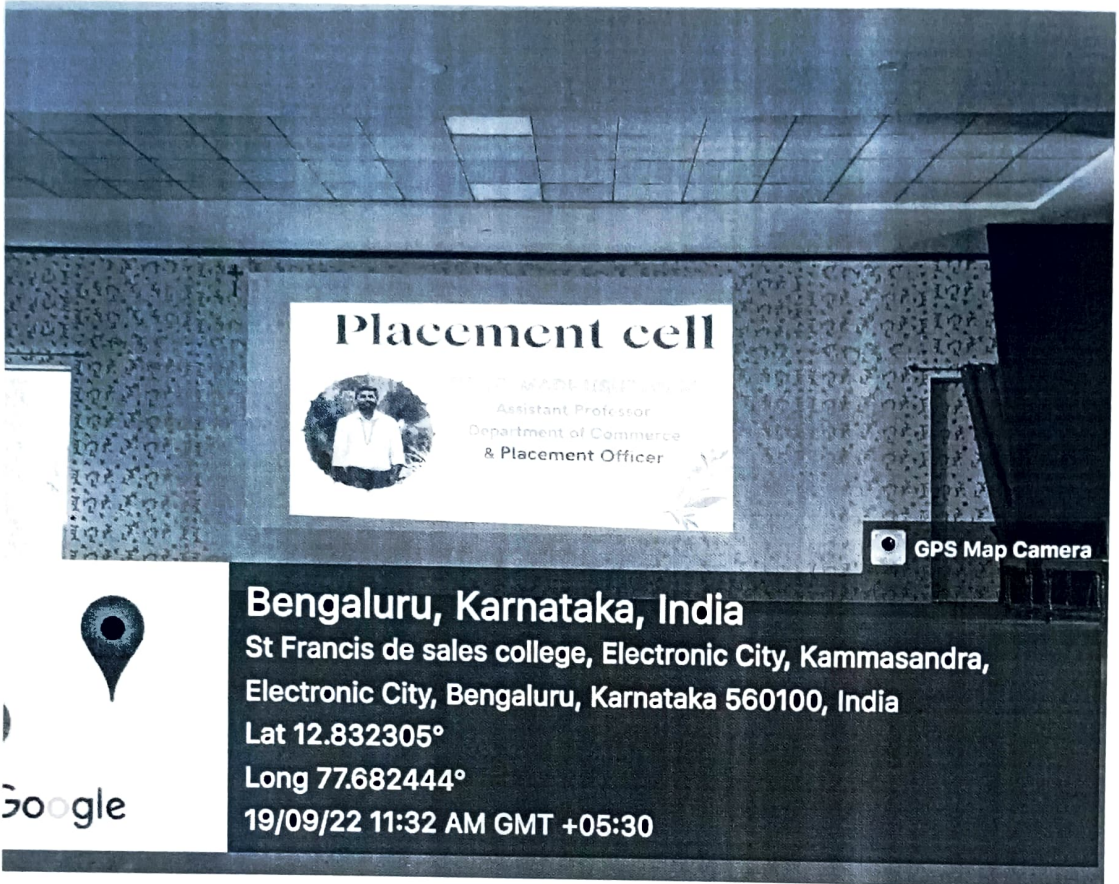 Placement cell
Assistant Professor
Department of Commerce
& Placement Officer
GPS Map Camera
Bengaluru, Karnataka, India
St Francis de sales college, Electronic City, Kammasandra,
Electronic City, Bengaluru, Karnataka 560100, India
Lat 12.832305°
Long 77.682444°
19/09/22 11:32 AM GMT +05:30
Google